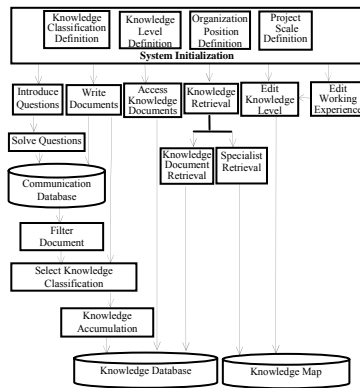 Knowledge
Classification
Definition
Knowledge
Level
Definition
Organization
Position
Definition
Project
Scale
Definition
System Initialization
Introduce
Questions
Write
Documents
Access
Knowledge
Documents
Knowledge
Retrieval
Edit
Knowledge
Level
Edit
Working
Experience
Solve Questions
Knowledge
Document
Retrieval
Specialist
Retrieval
Communication
Database
Filter
Document
Select Knowledge
Classification
Knowledge
Accumulation
Knowledge Database
Knowledge Map